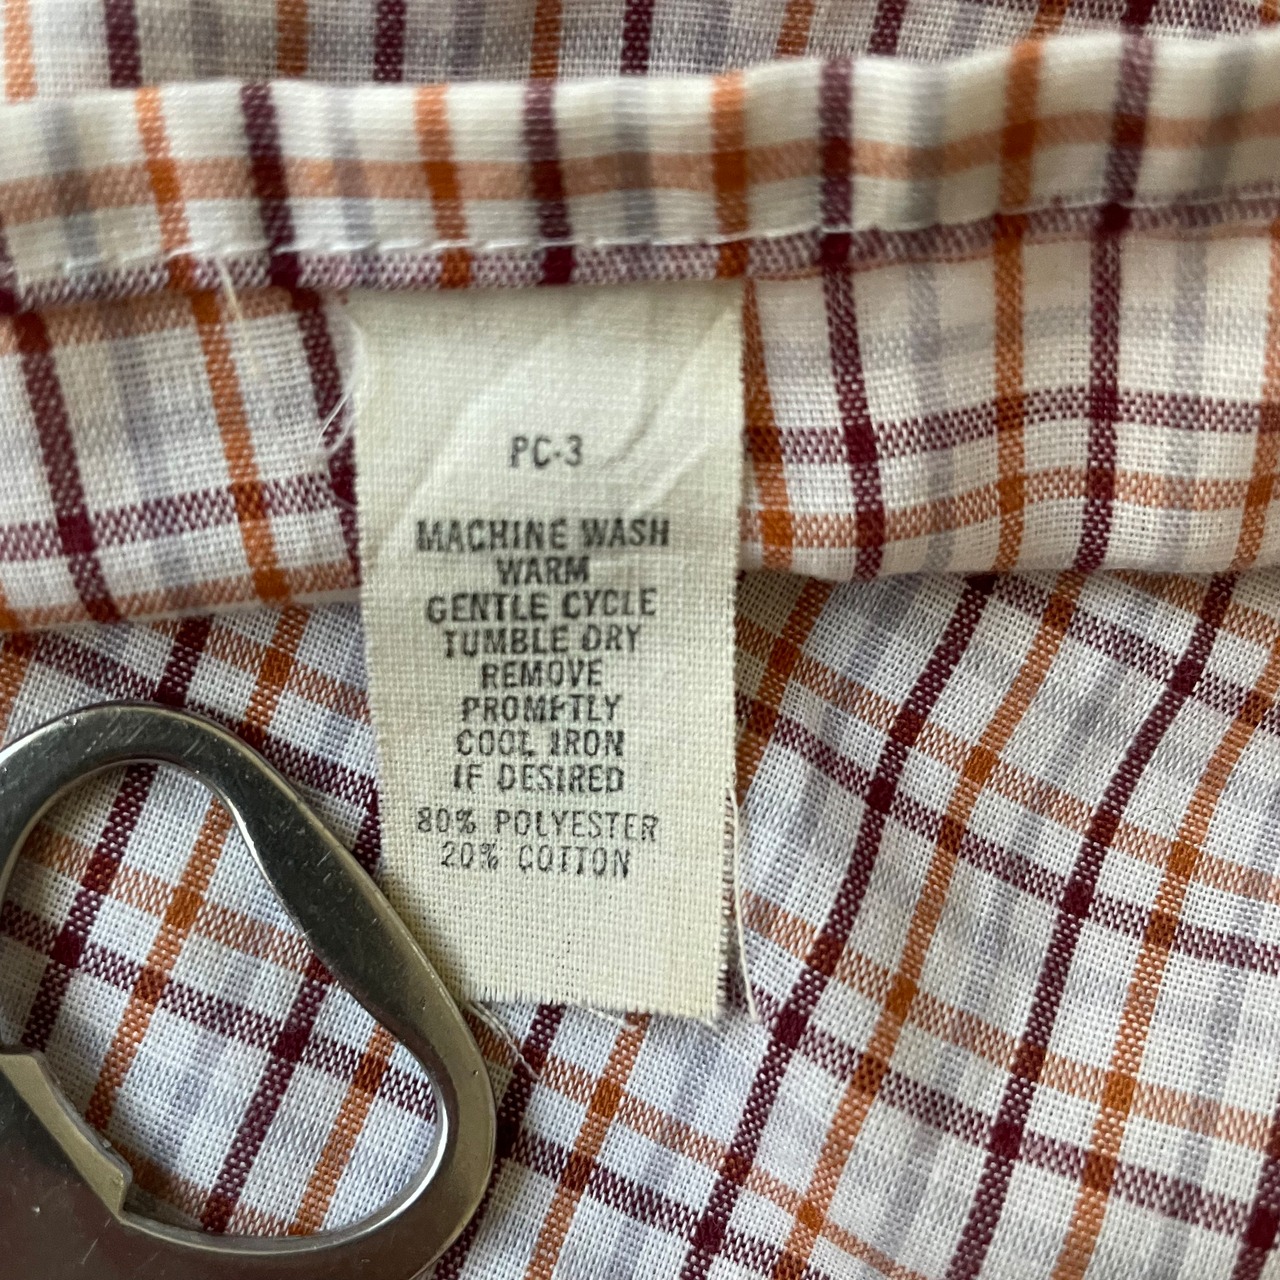 PC-3
MACHINE WASH
WARM
GENTLE CYCLE
TUMBLE DRY
REMOVE
PROMPTLY
COOL IRON
IF DESIRED
80% POLYESTER
20% COTTON